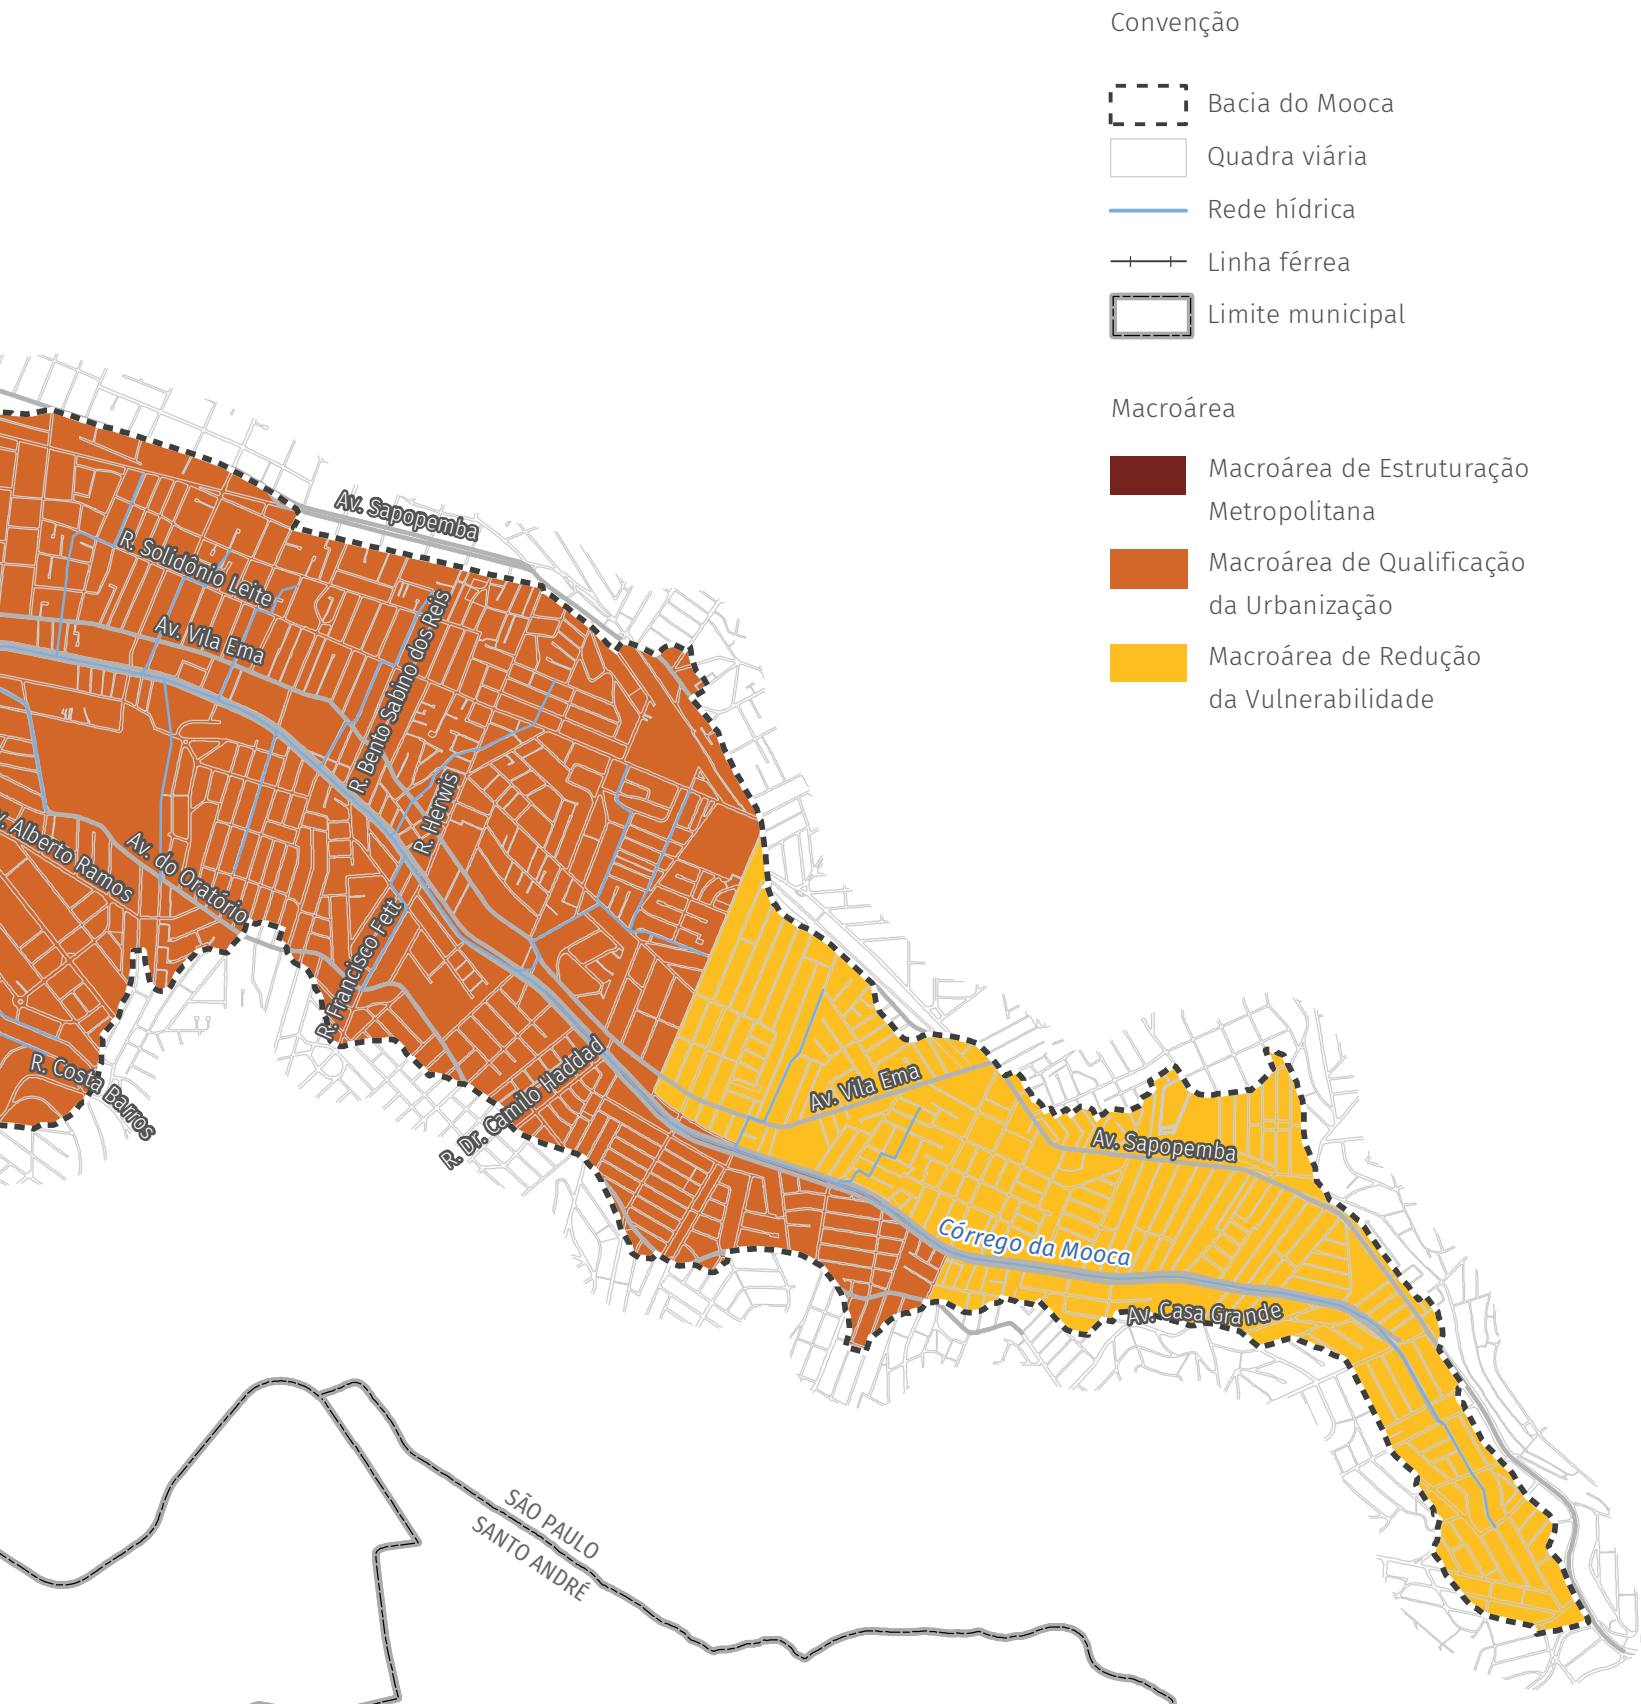 Convenção
Bacia do Mooca
Quadra viária
Rede hídrica
Linha férrea
Limite municipal
Macroárea
Macroárea de Estruturação
Metropolitana
Macroárea de Qualificação
da Urbanização
Macroárea de Redução
da Vulnerabilidade
Av. Sapopemba
R. Solidônio Leite
Av. Vila Ema
R. Bento Sabino dos Reis
R. Herwis
Alberto Ramos
Av. do Oratório
R. Francisco Fett
R. Costa Barros
R. Dr. Camilo Haddad
Av. Vila Ema
Av. Sapopemba
Córrego da Mooca
Av. Casa Grande
SÃO PAULO
SANTO ANDRÉ